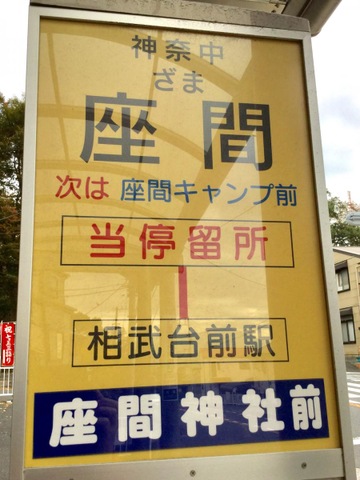 神奈中
ざま
座間
次は 座間キャンプ前
当停留所
相武台前駅
座間神社前